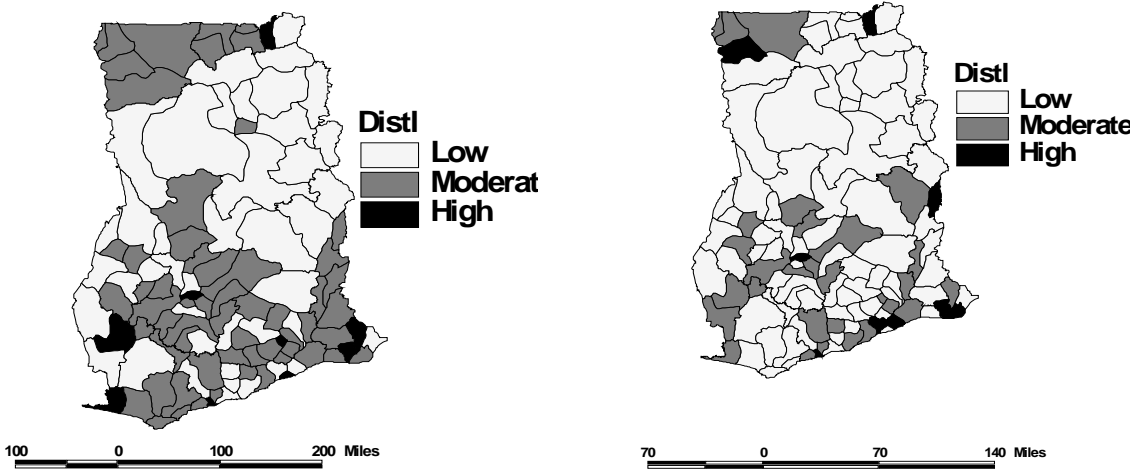 Distl
Low
Moderat
High
100 0 100 200 Miles
Distl
Low
Moderate
High
70 0 70 140 Miles